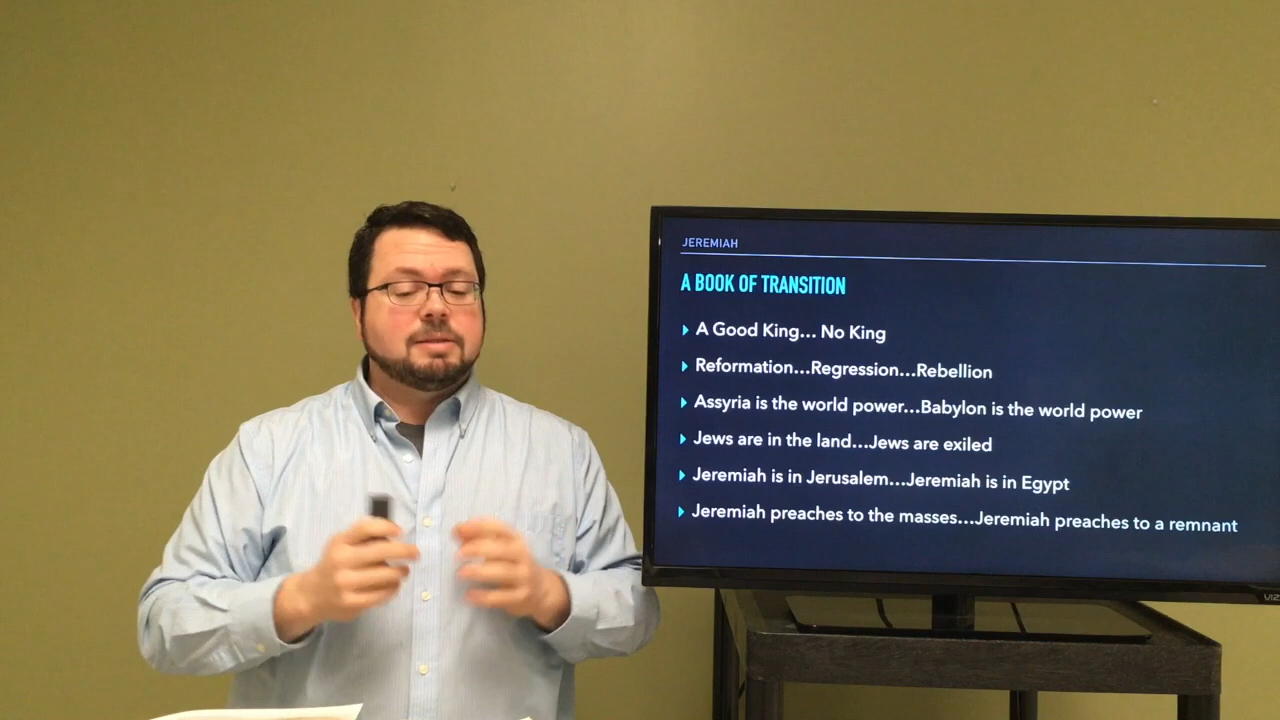 JEREMIAH
A BOOK OF TRANSITION
A Good King... No King
Reformation...Regression...Rebellion
Assyria is the world power...Babylon is the world power
Jews are in the land...Jews are exiled
Jeremiah is in Jerusalem...Jeremiah is in Egypt
Jeremiah preaches to the masses...Jeremiah preaches to a remnant
VIZ